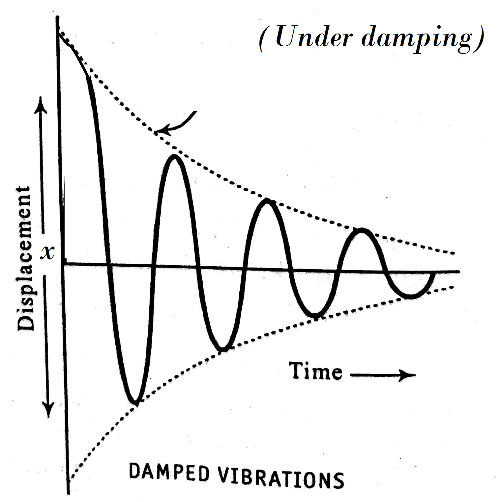 (Under damping)
Displacement
x
Time
DAMPED VIBRATIONS